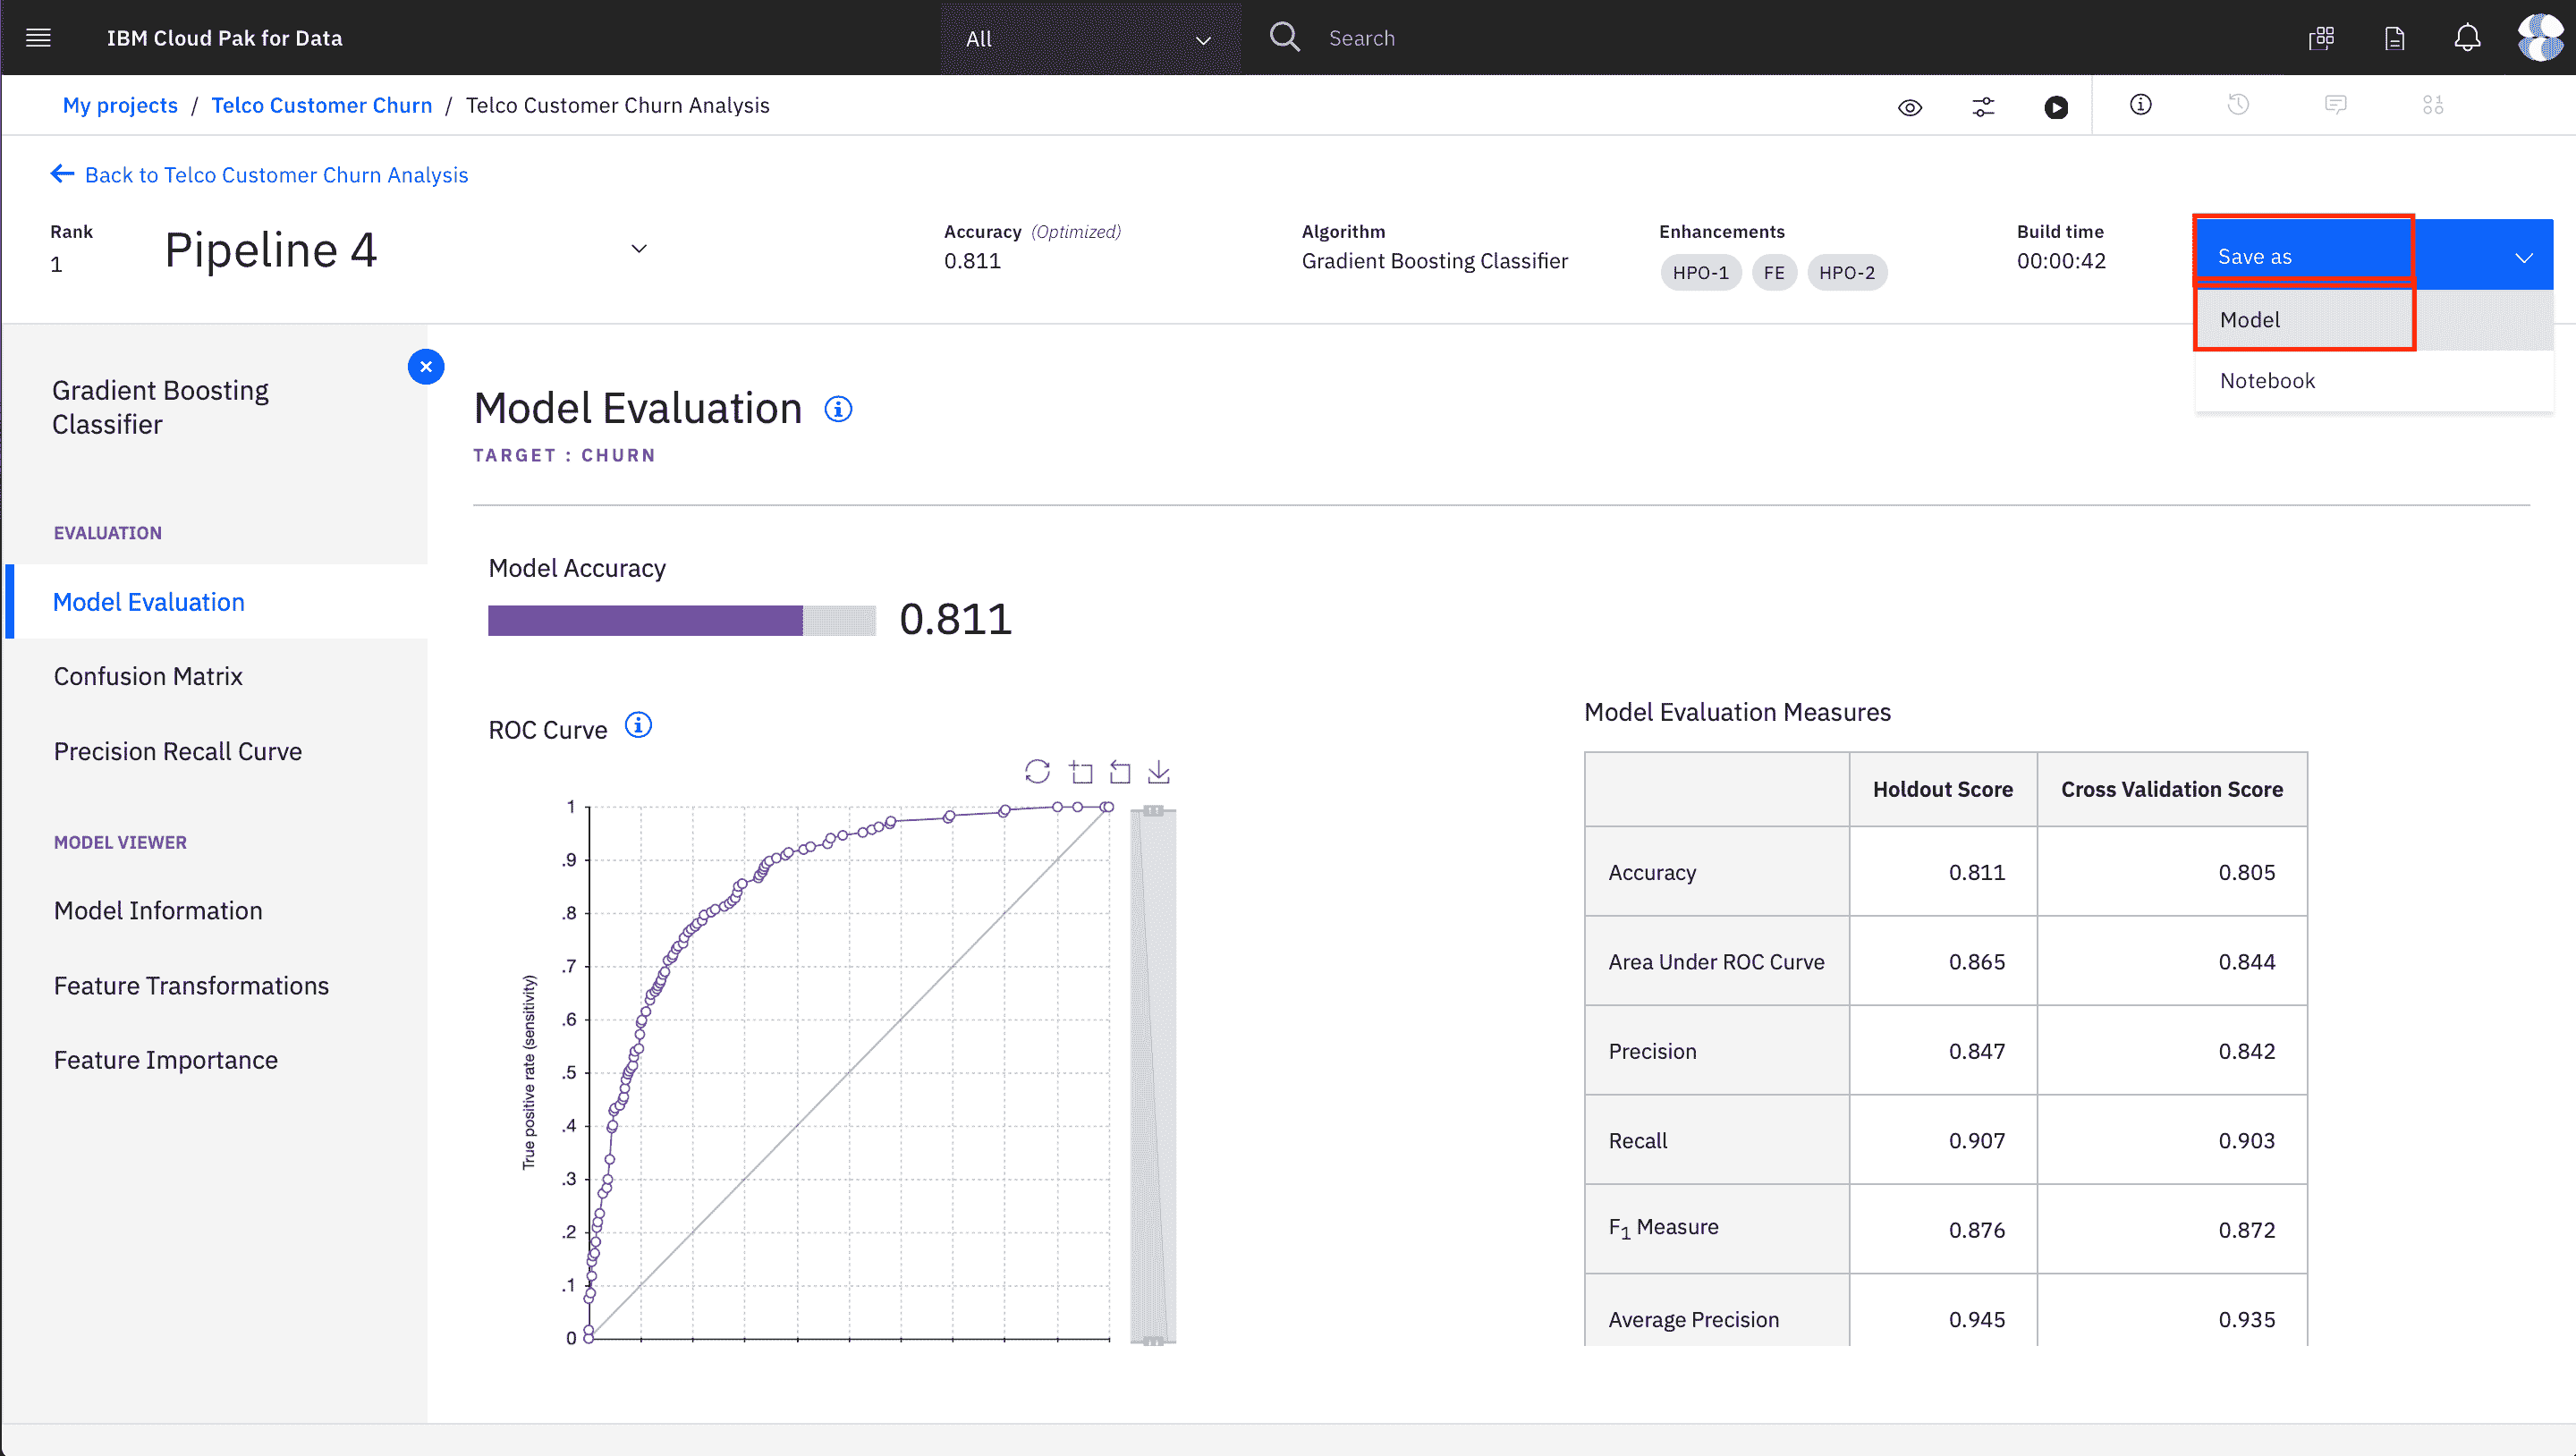 IBM Cloud Pak for Data
All
Search
My projects / Telco Customer Churn / Telco Customer Churn Analysis
Back to Telco Customer Churn Analysis
Rank
1
Pipeline 4
Accuracy (Optimized)
0.811
Algorithm
Gradient Boosting Classifier
Enhancements
HPO-1 FE HPO-2
Build time
00:00:42
Save as
Model
Notebook
Gradient Boosting
Classifier
EVALUATION
Model Evaluation
Confusion Matrix
Precision Recall Curve
MODEL VIEWER
Model Information
Feature Transformations
Feature Importance
Model Evaluation
TARGET : CHURN
Model Accuracy
0.811
ROC Curve
True positive rate (sensitivity)
1
.9
.8
.7
.6
.5
.4
.3
.2
.1
0
Model Evaluation Measures
Holdout Score Cross Validation Score
Accuracy 0.811 0.805
Area Under ROC Curve 0.865 0.844
Precision 0.847 0.842
Recall 0.907 0.903
F1 Measure 0.876 0.872
Average Precision 0.945 0.935